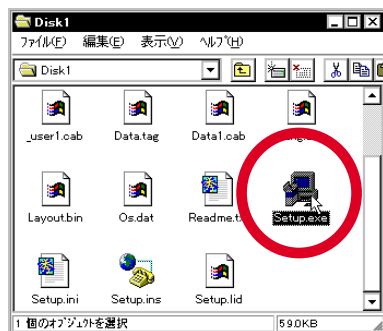 Disk1
ファイル(F) 編集(E) 表示(V) ヘルプ(H)
Disk1
_user1.cab Data.tag Data1.cab
Layout.bin Os.dat Readme.t Setup.exe
Setup.ini Setup.ins Setup.lid
1 個のオブジェクトを選択 59.0KB